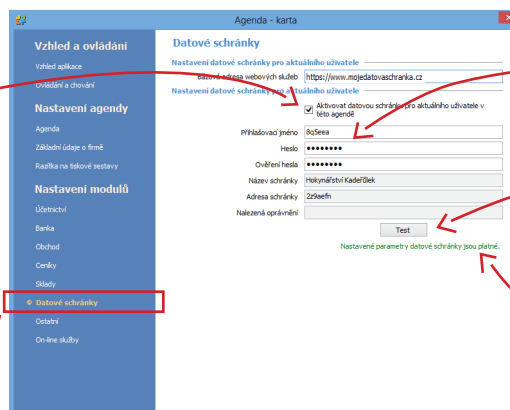 Agenda - karta
Vzhled a ovládání
Vzhled aplikace
Ovládání a chování
Nastavení agendy
Agenda
Základní údaje o firmě
Razítka na tiskové sestavy
Nastavení modulů
Účetnictví
Banka
Obchod
Ceníky
Sklady
Datové schránky
Ostatní
On-line služby
Datové schránky
Nastavení datové schránky pro aktuálního uživatele
Bázová adresa webových služeb https://www.mojedatovaschranka.cz
Nastavení datové schránky pro aktuálního uživatele
Aktivovat datovou schránku pro aktuálního uživatele v
této agendě
Přihlašovací jméno 8q5eea
Heslo ●●●●●●●●
Ověření hesla ●●●●●●●●
Název schránky Hokynářství Kadeřólek
Adresa schránky 2z9aefn
Nalezená oprávnění
Test
Nastavené parametry datové schránky jsou platné.